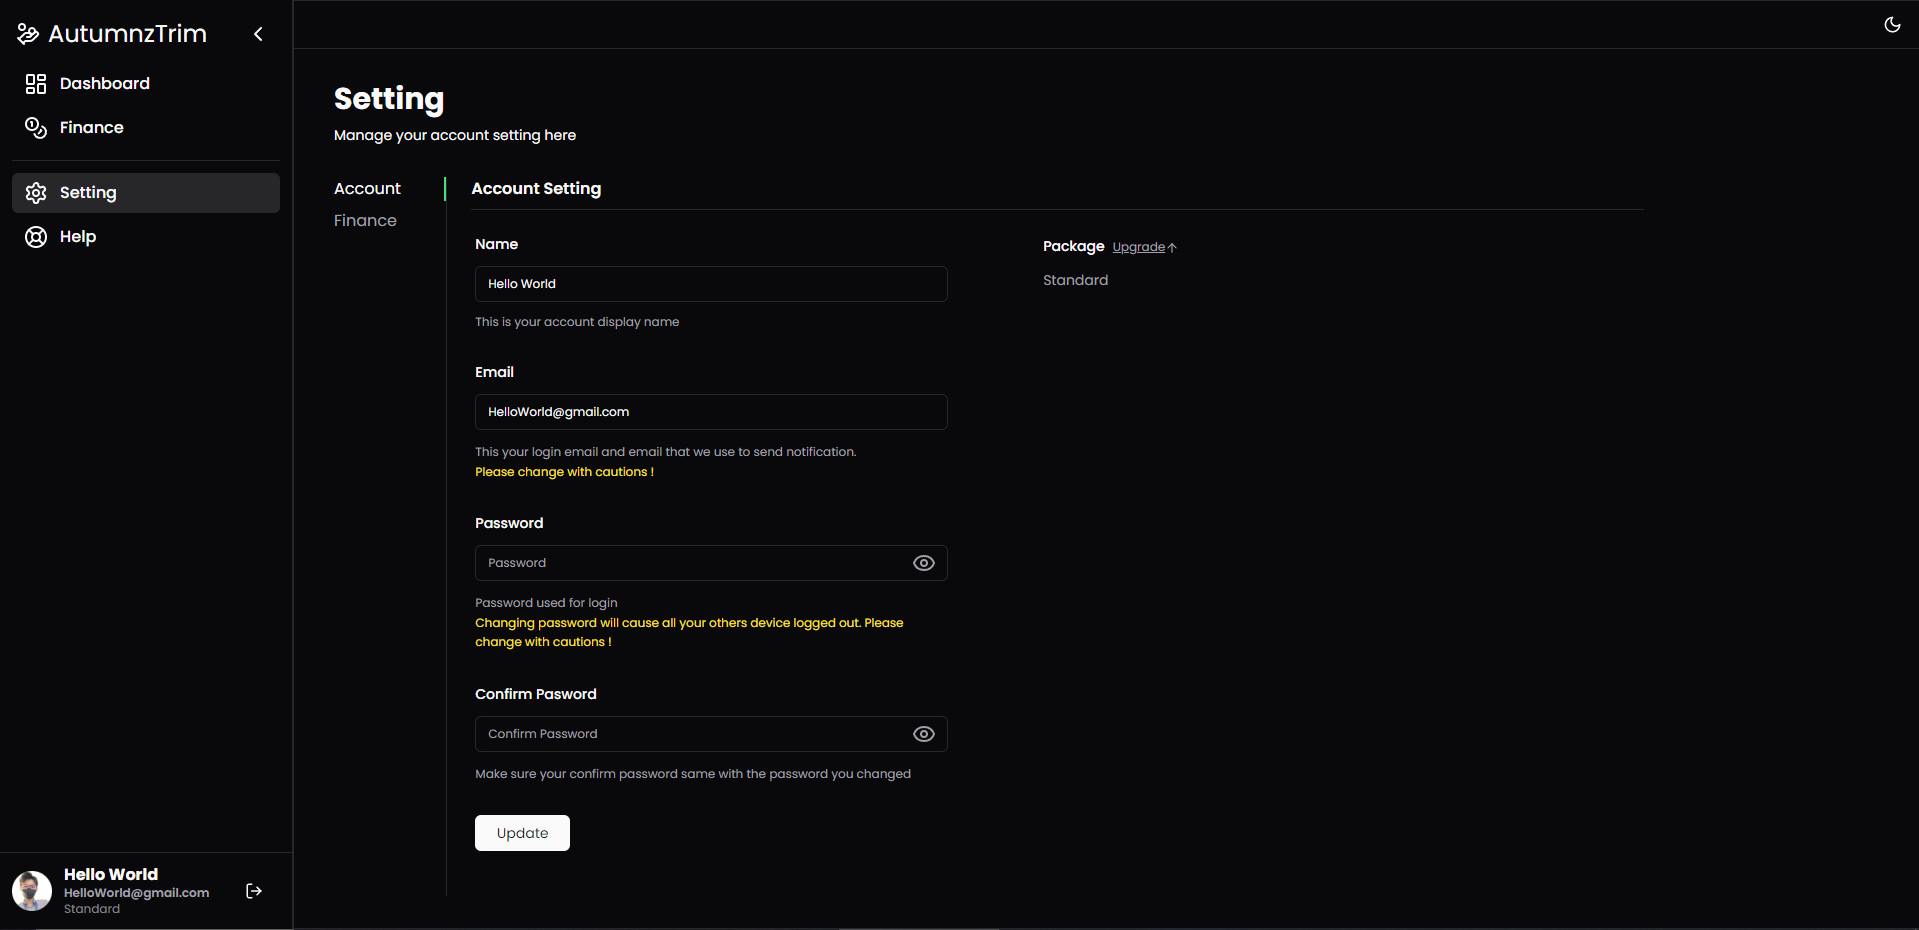 AutumnzTrim
Dashboard
Finance
Setting
Help
Setting
Manage your account setting here
Account
Finance
Account Setting
Name
Hello World
This is your account display name
Email
HelloWorld@gmail.com
This your login email and email that we use to send notification.
Please change with cautions !
Password
Password
Password used for login
Changing password will cause all your others device logged out. Please
change with cautions !
Confirm Pasword
Confirm Password
Make sure your confirm password same with the password you changed
Update
Package Upgrade↑
Standard
Hello World
HelloWorld@gmail.com
Standard